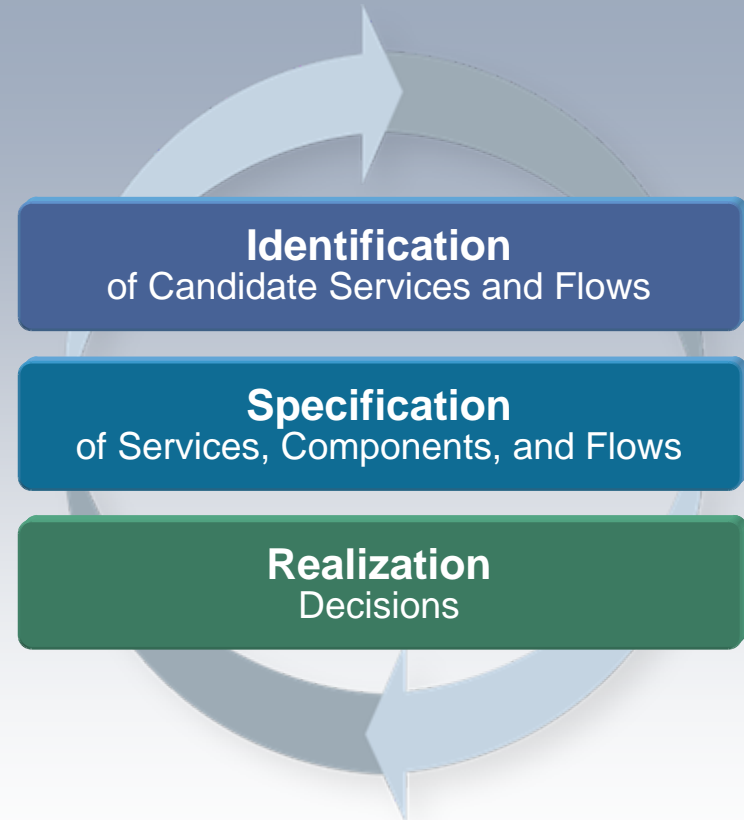 Identification
of Candidate Services and Flows
Specification
of Services, Components, and Flows
Realization
Decisions